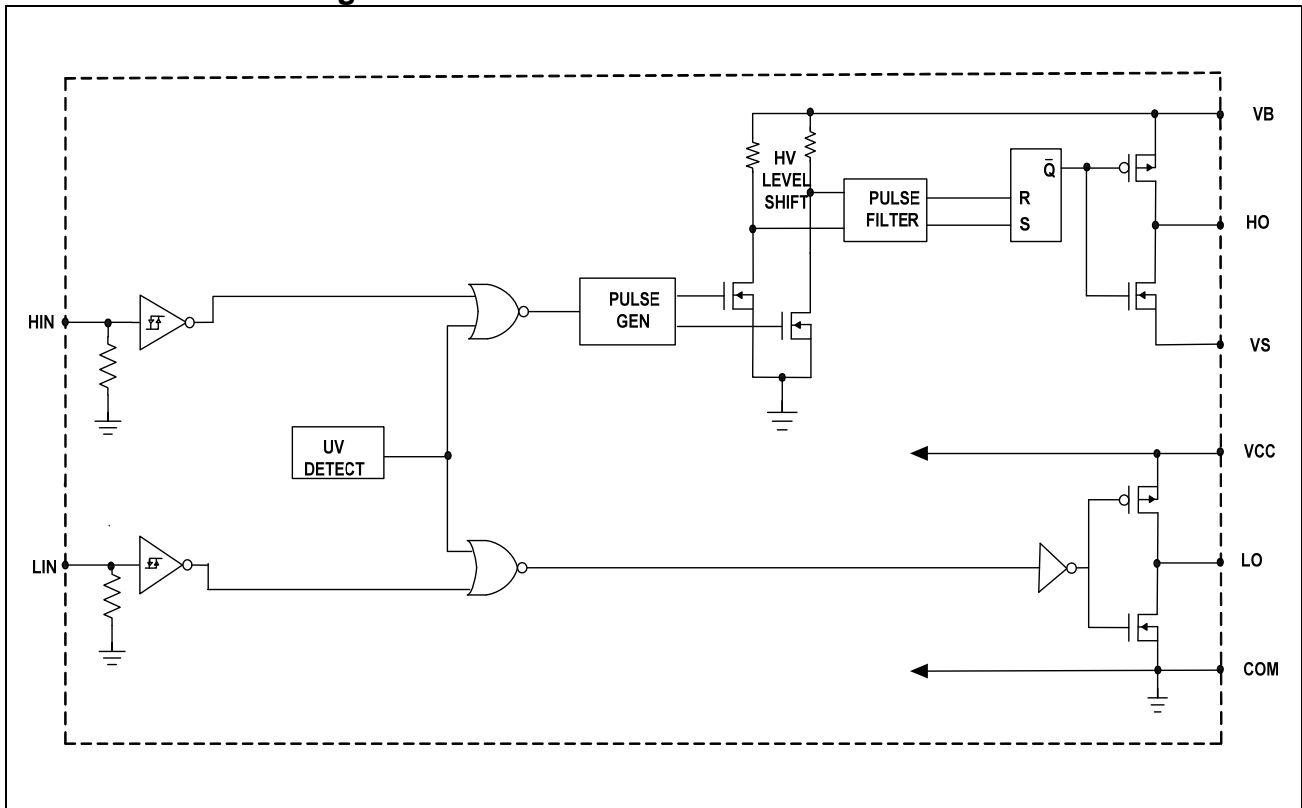 g
VB
HV
LEVEL
SHIFT
Q̄
PULSE
FILTER
R
S
HO
PULSE
GEN
HIN
VS
UV
DETECT
VCC
LIN
LO
COM